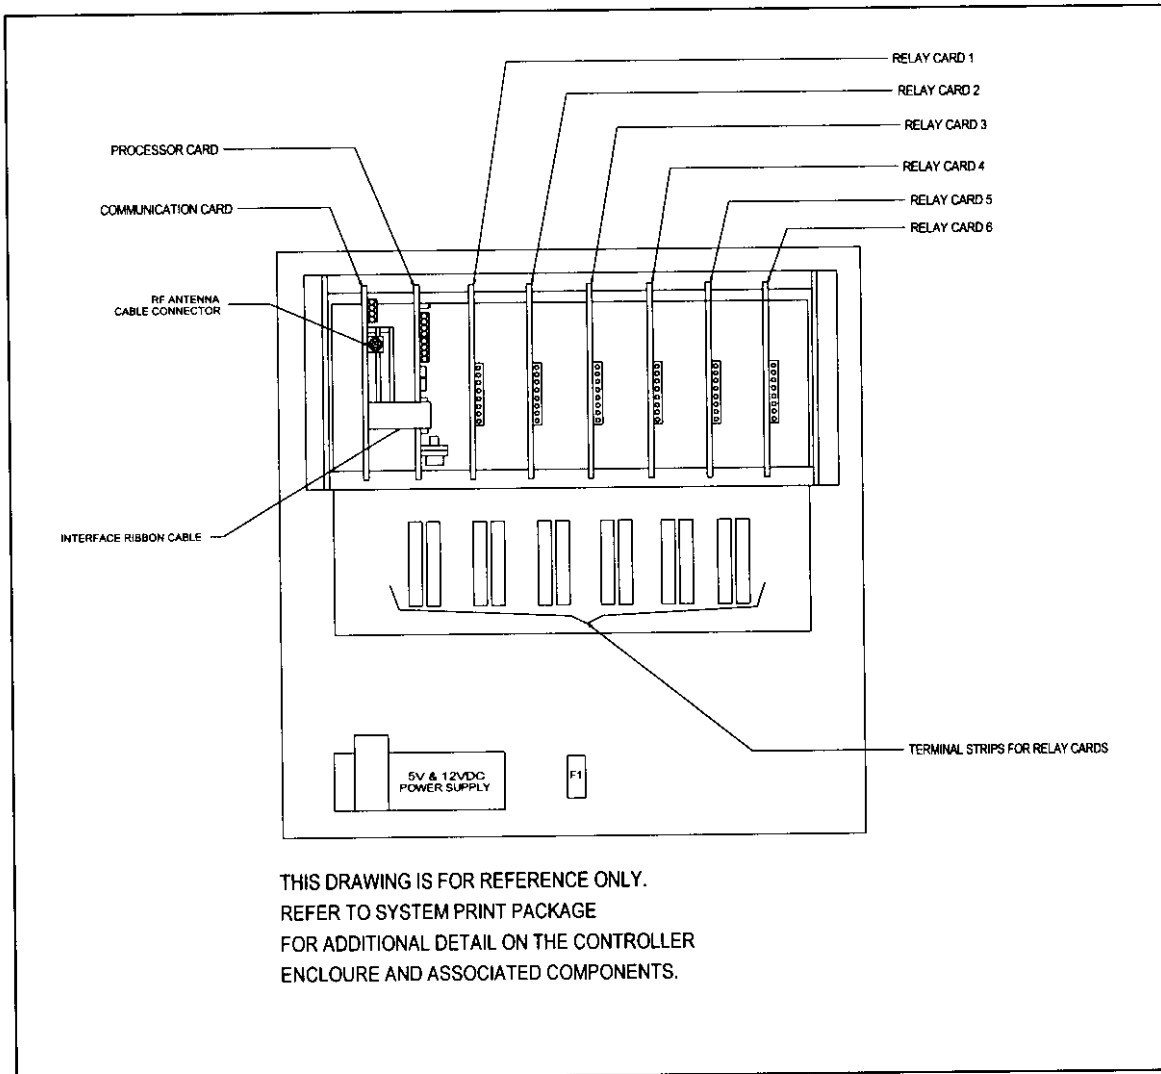 RELAY CARD 1
RELAY CARD 2
RELAY CARD 3
PROCESSOR CARD
RELAY CARD 4
RELAY CARD 5
COMMUNICATION CARD
RELAY CARD 6
RF ANTENNA
CABLE CONNECTOR
INTERFACE RIBBON CABLE
TERMINAL STRIPS FOR RELAY CARDS
5V & 12VDC
POWER SUPPLY
F1
THIS DRAWING IS FOR REFERENCE ONLY.
REFER TO SYSTEM PRINT PACKAGE
FOR ADDITIONAL DETAIL ON THE CONTROLLER
ENCLOURE AND ASSOCIATED COMPONENTS.